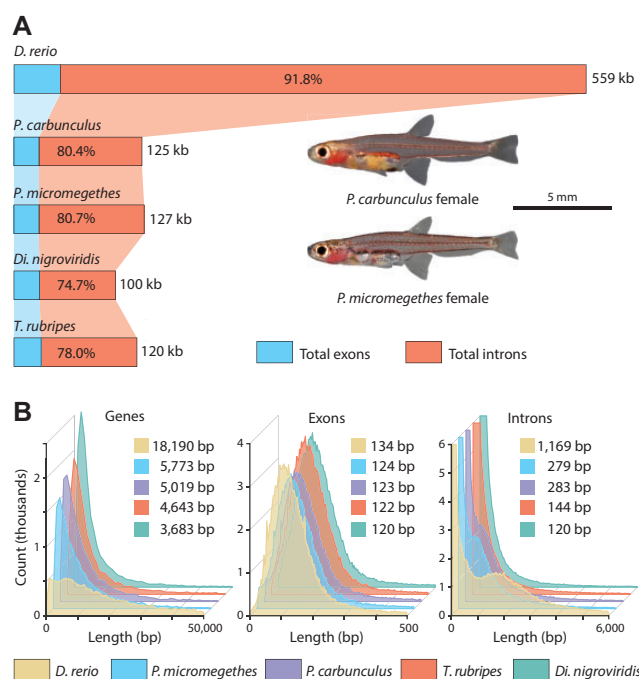 A
D. rerio
91.8%
559 kb
P. carbunculus
80.4%
125 kb
P. carbunculus female
5 mm
P. micromegethes
80.7%
127 kb
Di. nigroviridis
74.7%
100 kb
P. micromegethes female
T. rubripes
78.0%
120 kb
Total exons
Total introns
B
Genes
Exons
Introns
18,190 bp
5,773 bp
5,019 bp
4,643 bp
3,683 bp
134 bp
124 bp
123 bp
122 bp
120 bp
1,169 bp
279 bp
283 bp
144 bp
120 bp
Count (thousands)
2
1
0
4
3
2
1
0
6
5
4
3
2
1
0
0
50,000
Length (bp)
0
500
Length (bp)
0
6,000
Length (bp)
D. rerio
P. micromegethes
P. carbunculus
T. rubripes
Di. nigroviridis